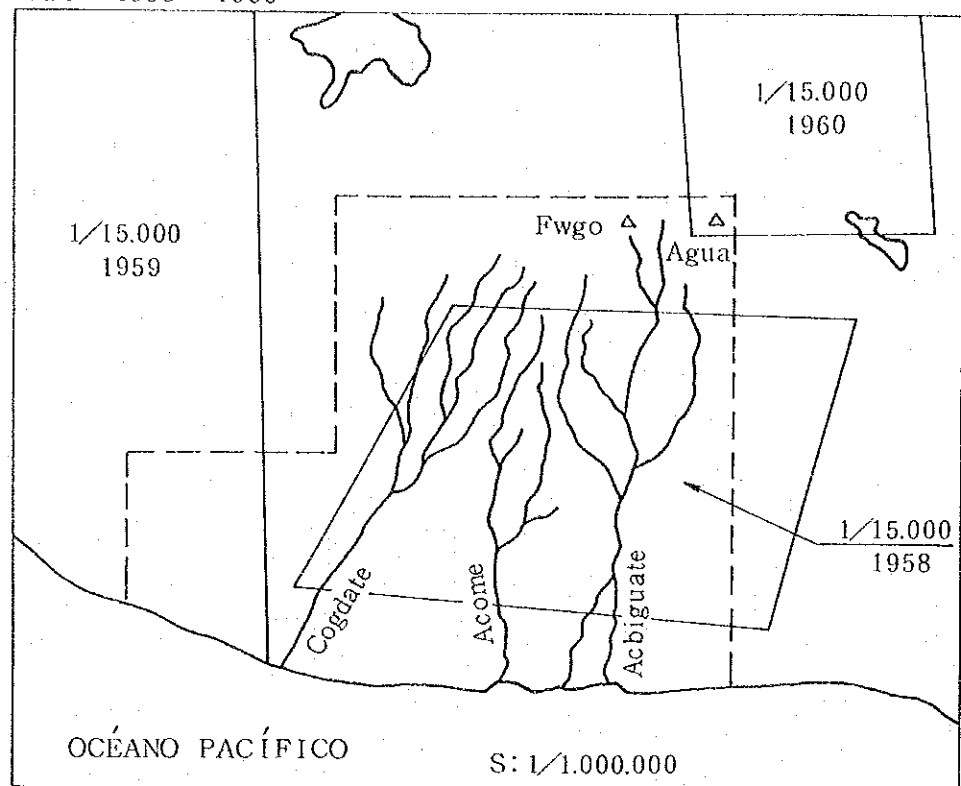 1/15.000
1960
1/15.000
1959
Fwgo
Agua
1/15.000
1958
Cogdate
Acome
Acbiguate
OCÉANO PACÍFICO
S: 1/1.000.000